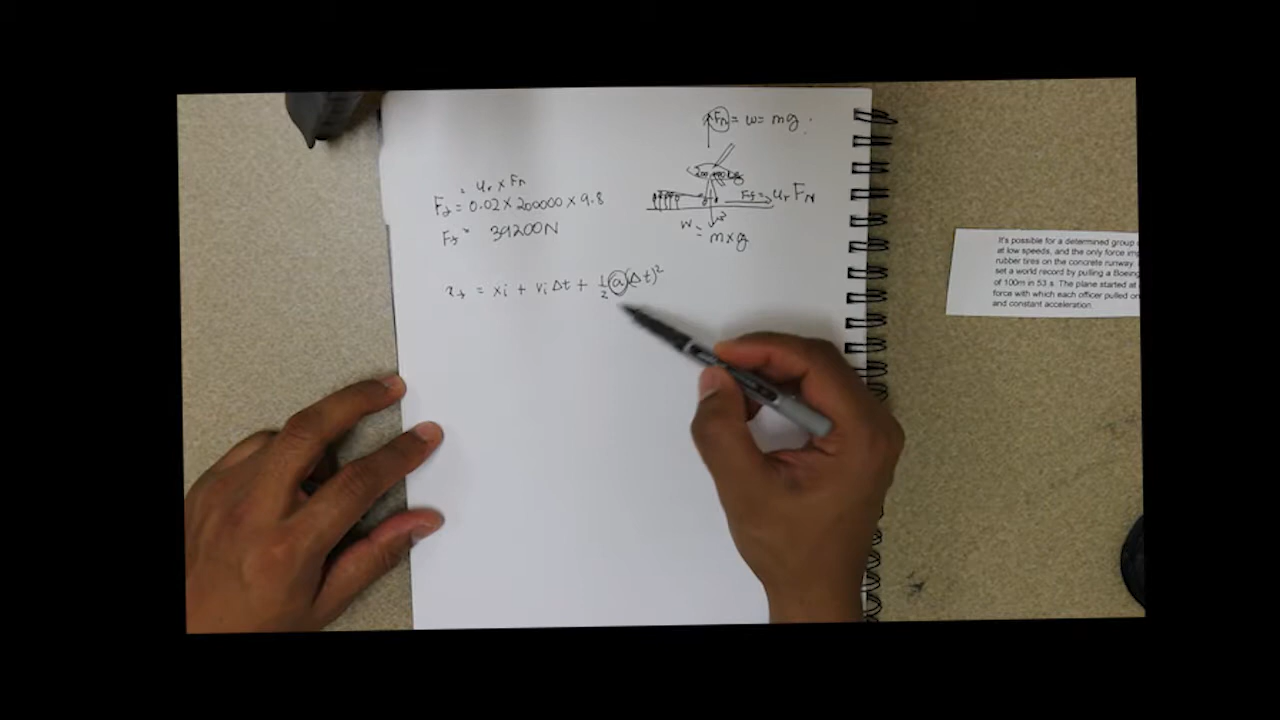 Fn = w = mg
= ur x Fn
Ff = 0.02 x 200000 x 9.8
Ff = 39200N
Ff = ur FN
w = m x g
xf = xi + vi Δt + 1/2 a (Δt)²
It's possible for a determined group
at low speeds, and the only force
rubber tires on the concrete runway.
set a world record by pulling a Boeing
of 100m in 53 s. The plane started at
force with which each officer pulled on
and constant acceleration.